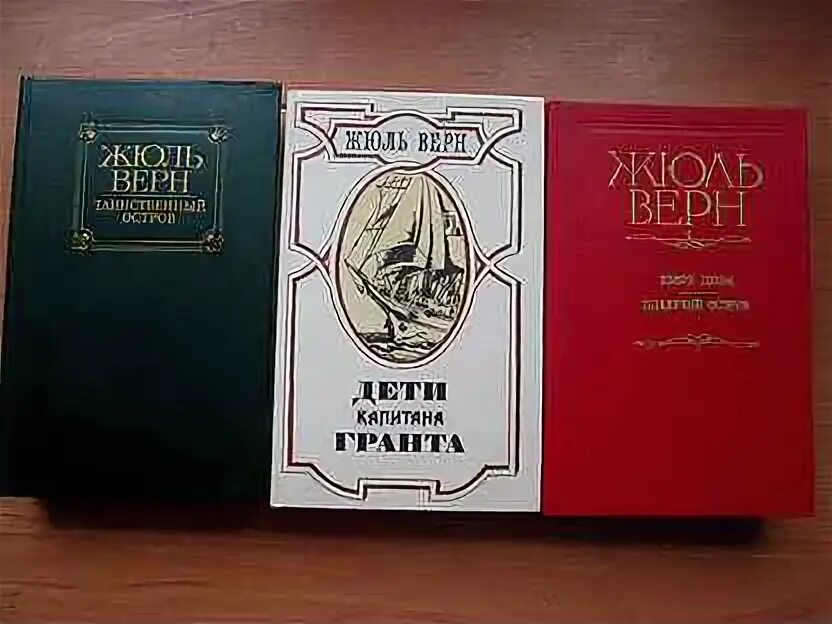 ЖЮЛЬ
ВЕРН
ТАИНСТВЕННЫЙ
ОСТРОВ
ЖЮЛЬ ВЕРН
ДЕТИ
КАПИТАНА
ГРАНТА
ЖЮЛЬ
ВЕРН